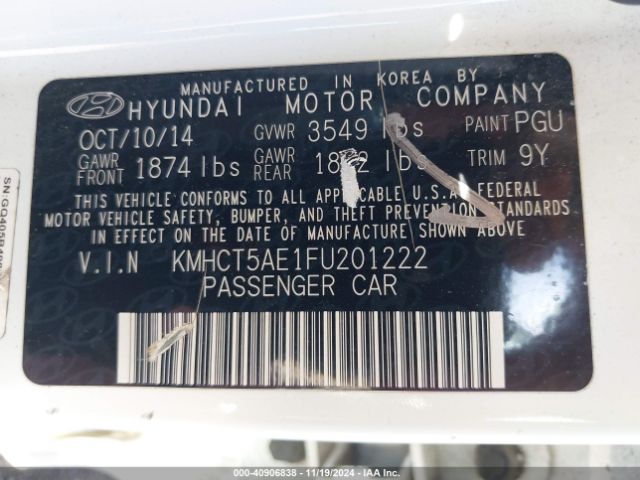 MANUFACTURED IN KOREA BY
HYUNDAI MOTOR COMPANY
OCT/10/14 GVWR 3549 lbs PAINT PGU
GAWR FRONT 1874 lbs GAWR REAR lbs TRIM 9Y
THIS VEHICLE CONFORMS TO ALL APPLICABLE U.S.A. FEDERAL
MOTOR VEHICLE SAFETY, BUMPER, AND THEFT PREVENTION STANDARDS
IN EFFECT ON THE DATE OF MANUFACTURE SHOWN ABOVE.
V.I.N KMHCT5AE1FU201222
PASSENGER CAR
000-40906838 - 11/19/2024 - IAA Inc.